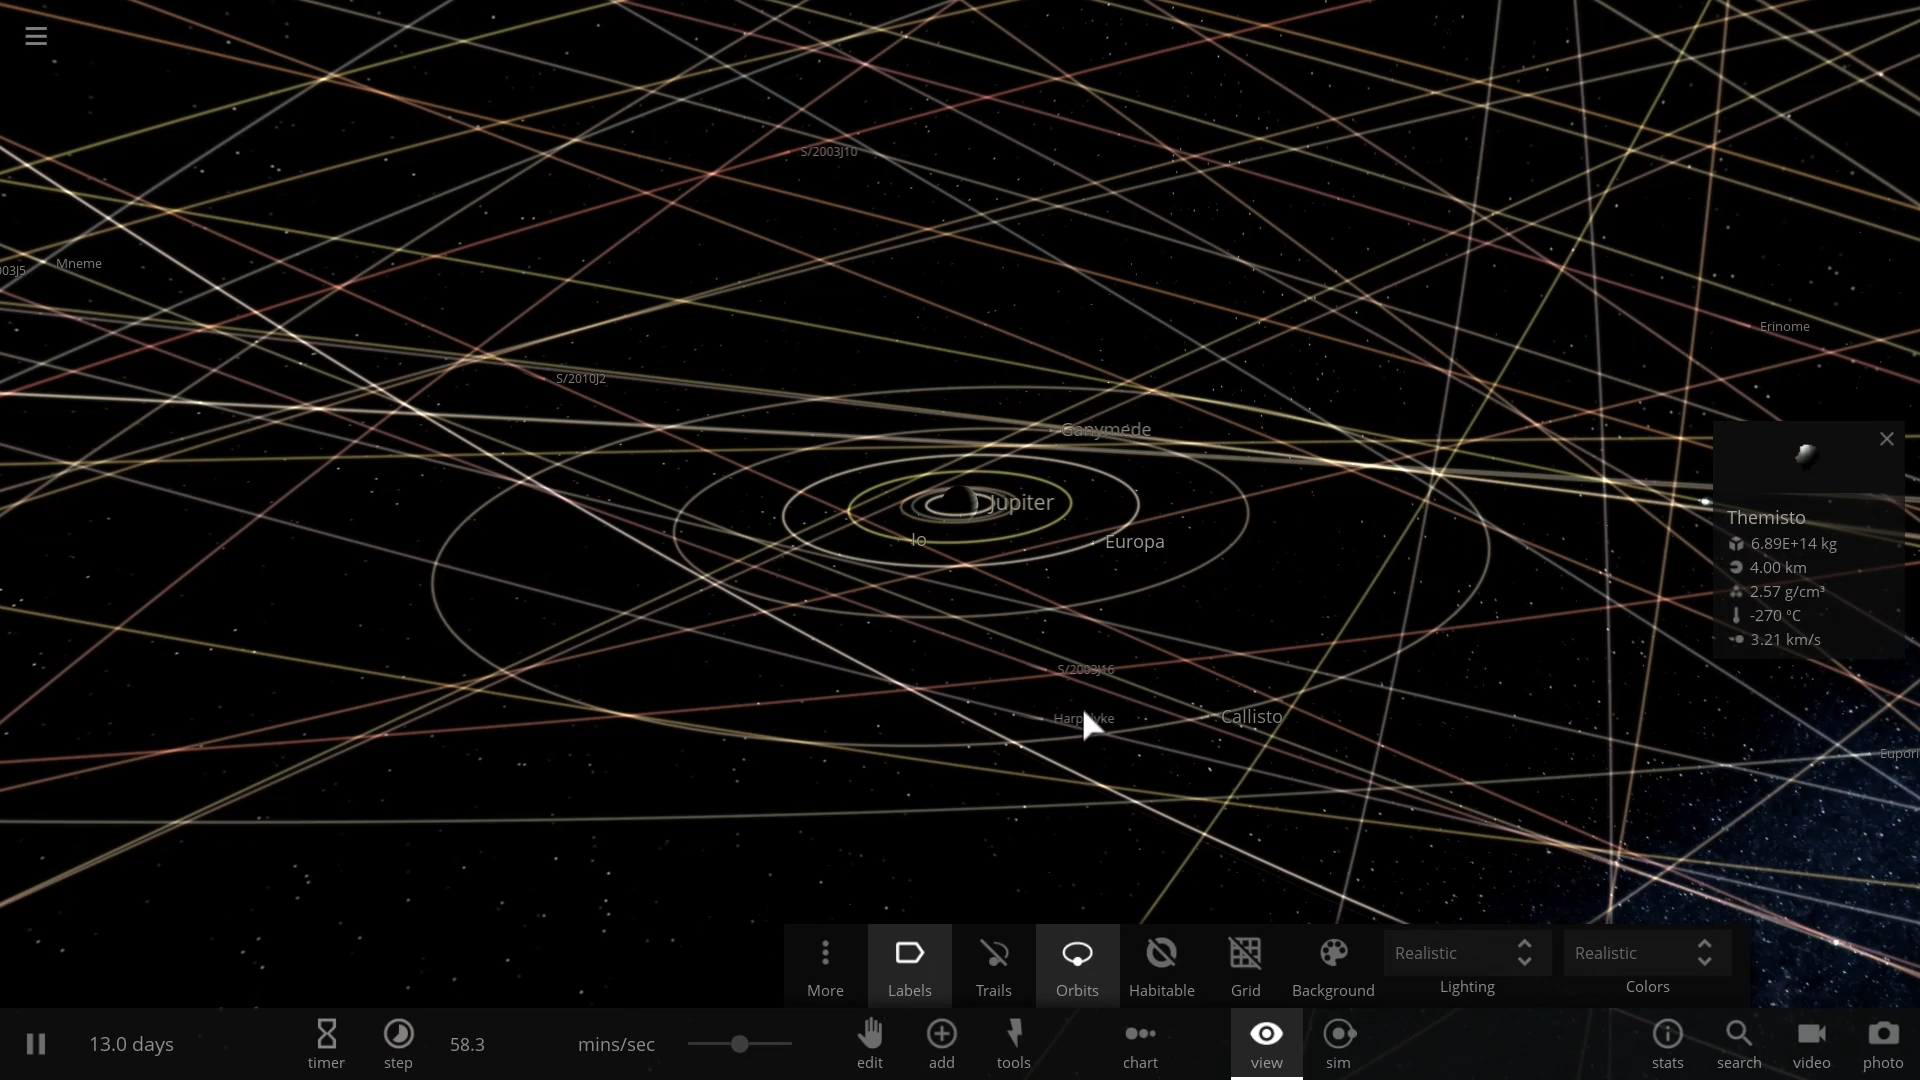 S/2003J10
Mneme
003J5
Erinome
S/2010J2
Ganymede
Jupiter
Io
Europa
Themisto
6.89E+14 kg
4.00 km
2.57 g/cm³
-270 °C
3.21 km/s
S/2003J16
Callisto
Realistic
Realistic
More
Labels
Trails
Orbits
Habitable
Grid
Background
Lighting
Colors
13.0 days
timer
step
58.3
mins/sec
edit
add
tools
chart
view
sim
stats
search
video
photo